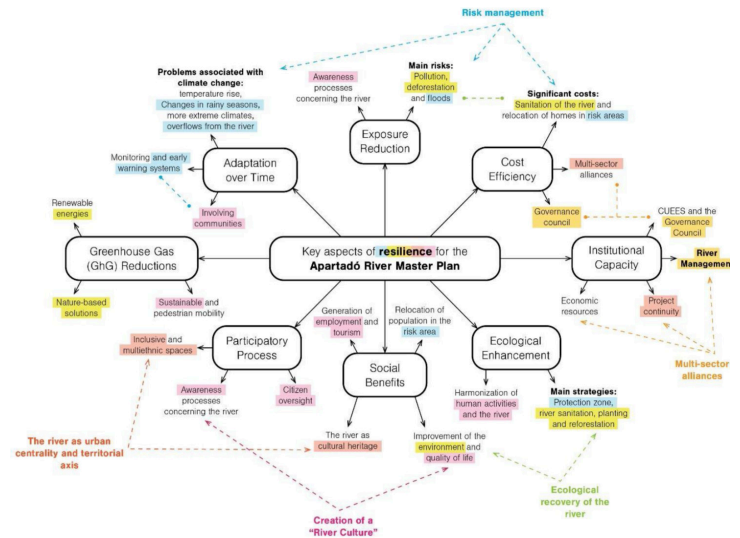 Risk management
Problems associated with
climate change:
temperature rise,
Changes in rainy seasons,
more extreme climates,
overflows from the river
Awareness
processes
concerning the river
Main risks:
Pollution,
deforestation
and floods
Significant costs:
Sanitation of the river and
relocation of homes in risk areas
Exposure
Reduction
Monitoring and early
warning systems
Adaptation
over Time
Cost
Efficiency
Multi-sector
alliances
Involving
communities
Governance
council
CUEES and the
Governance
Council
Renewable
energies
Greenhouse Gas
(GhG) Reductions
Key aspects of resilience for the
Apartadó River Master Plan
Institutional
Capacity
River
Management
Nature-based
solutions
Sustainable and
pedestrian mobility
Economic
resources
Project
continuity
Generation of
employment and
tourism
Relocation of
population in the
risk area
Inclusive and
multiethnic spaces
Participatory
Process
Social
Benefits
Ecological
Enhancement
Multi-sector
alliances
Awareness
processes
concerning the river
Citizen
oversight
Harmonization of
human activities
and the river
Main strategies:
Protection zone,
river sanitation, planting
and reforestation
The river as urban
centrality and territorial
axis
The river as
cultural heritage
Improvement of the
environment and
quality of life
Creation of a
"River Culture"
Ecological
recovery of the
river